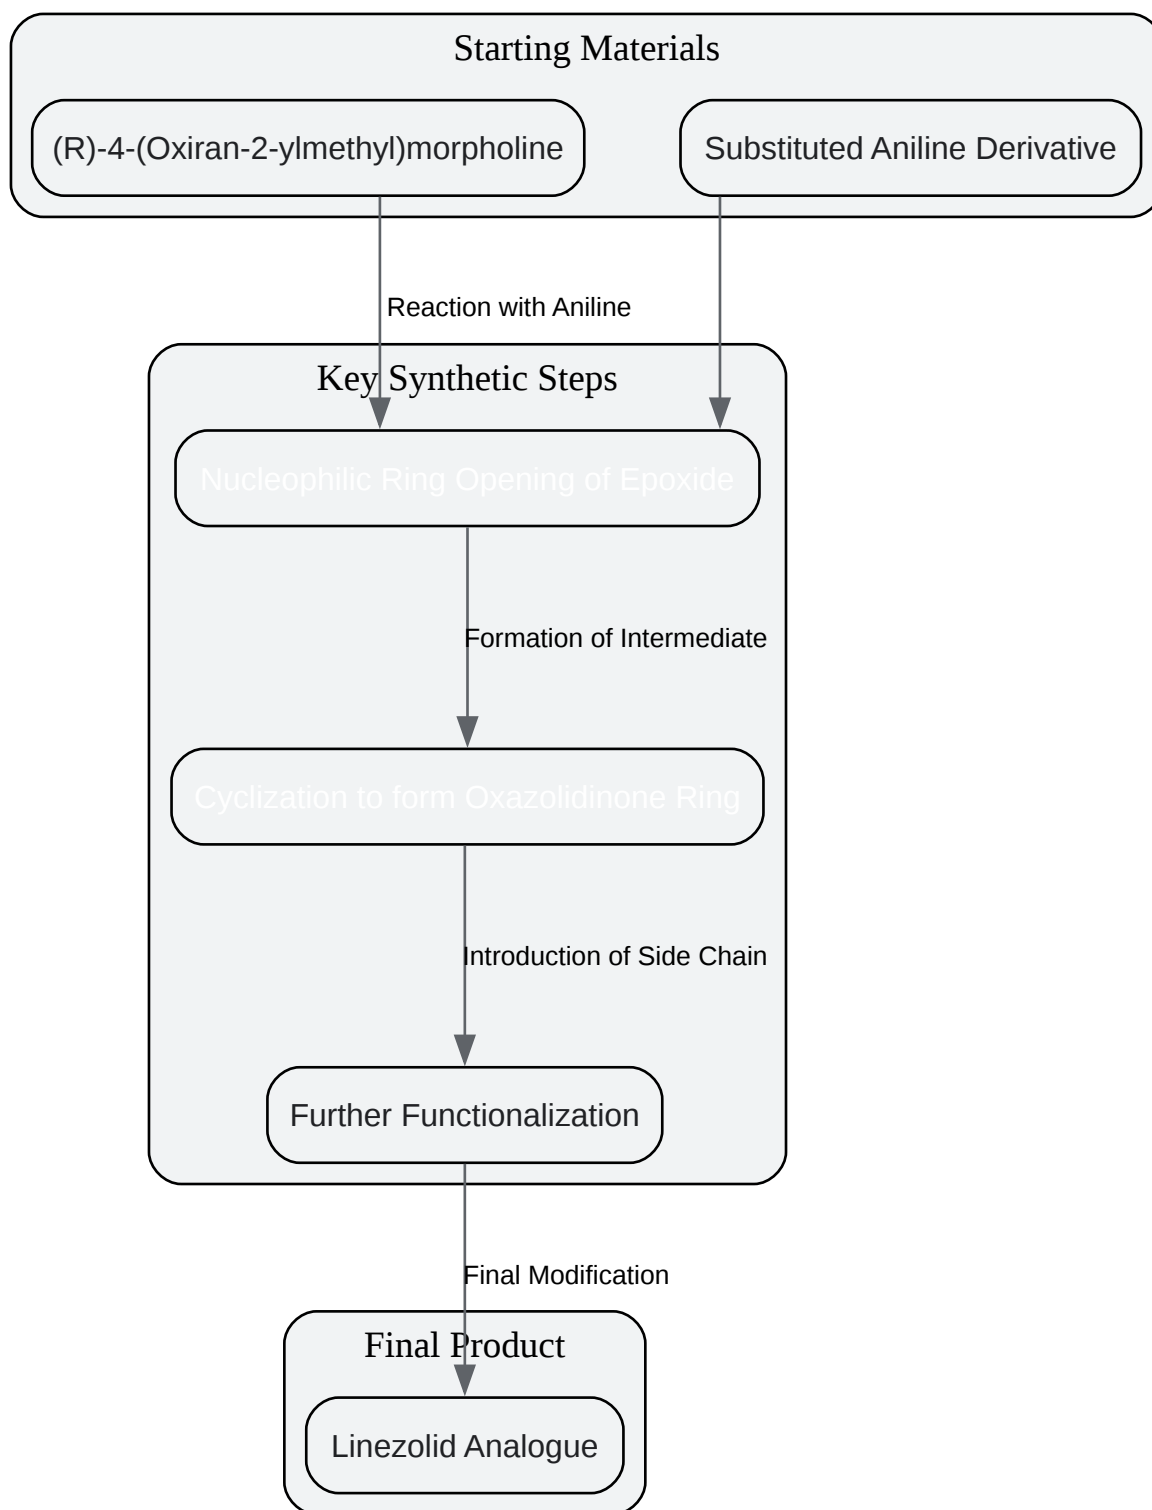 Starting Materials
(R)-4-(Oxiran-2-ylmethyl)morpholine
Substituted Aniline Derivative
Reaction with Aniline
Key Synthetic Steps
Nucleophilic Ring Opening of Epoxide
Formation of Intermediate
Cyclization to form Oxazolidinone Ring
Introduction of Side Chain
Further Functionalization
Final Modification
Final Product
Linezolid Analogue